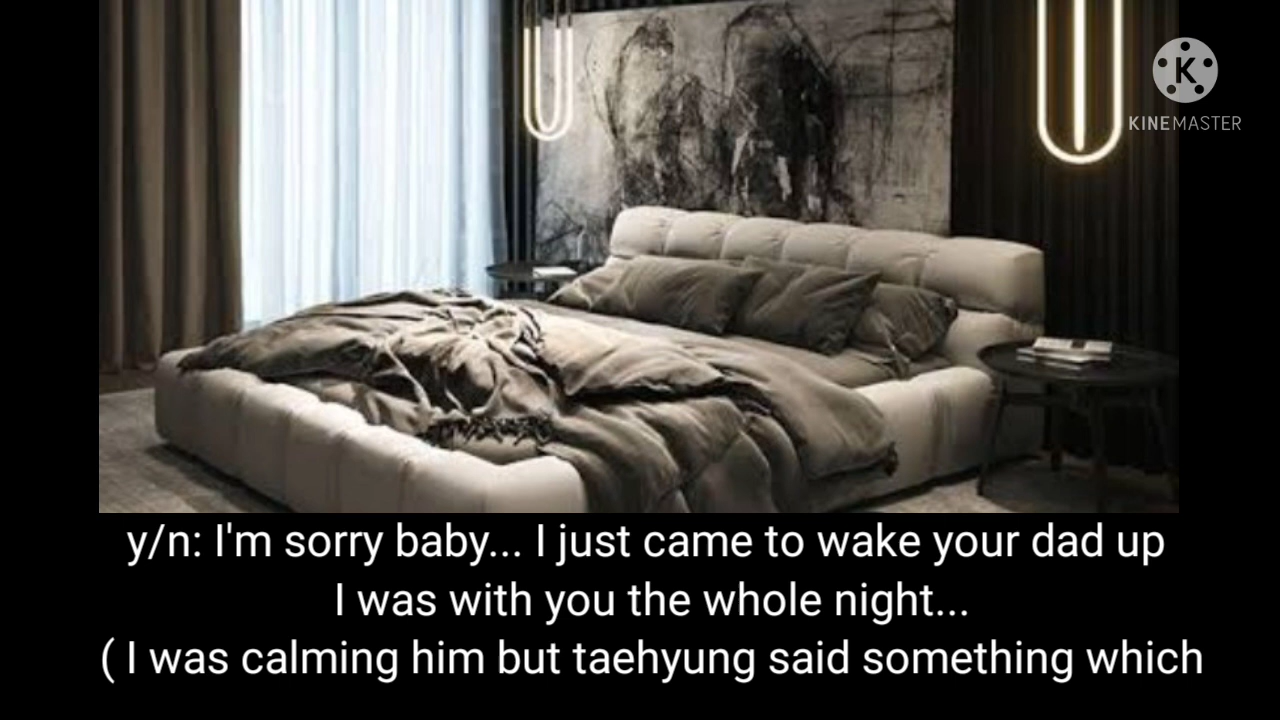 KINEMASTER
y/n: I'm sorry baby... I just came to wake your dad up
I was with you the whole night...
( I was calming him but taehyung said something which